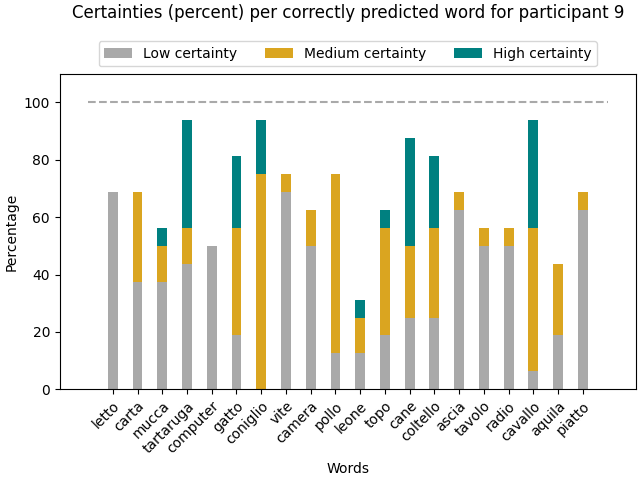 Certainties (percent) per correctly predicted word for participant 9
Low certainty Medium certainty High certainty
100
80
60
40
20
0
Percentage
letto carta mucca tartaruga computer gatto coniglio vite camera pollo leone topo cane coltello ascia tavolo radio cavallo aquila piatto
Words